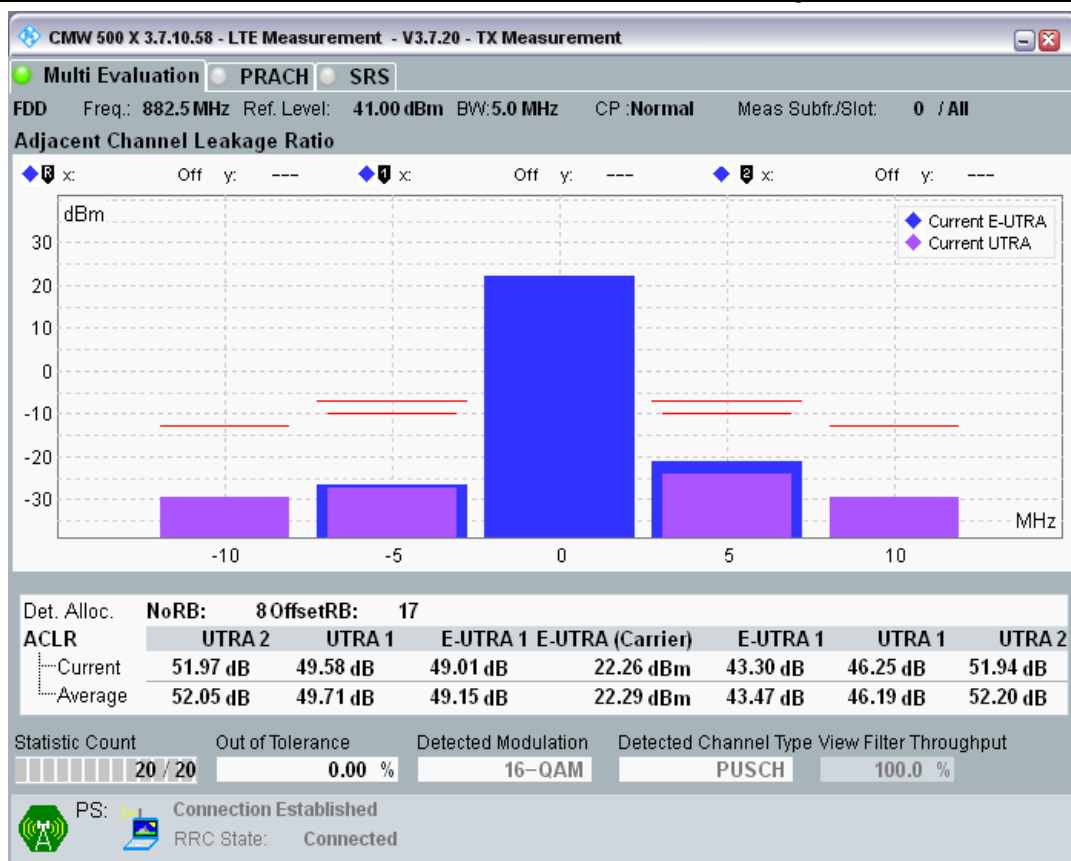 CMW 500 X 3.7.10.58 - LTE Measurement - V3.7.20 - TX Measurement
Multi Evaluation PRACH SRS
FDD Freq.: 882.5 MHz Ref. Level: 41.00 dBm BW:5.0 MHz CP :Normal Meas Subfr./Slot: 0 / All
Adjacent Channel Leakage Ratio
R x: Off y: --- 1 x: Off y: --- 2 x: Off y: ---
dBm
Current E-UTRA
Current UTRA
30
20
10
0
-10
-20
-30
MHz
-10 -5 0 5 10
Det. Alloc. NoRB: 8 OffsetRB: 17
ACLR UTRA 2 UTRA 1 E-UTRA 1 E-UTRA (Carrier) E-UTRA 1 UTRA 1 UTRA 2
Current 51.97 dB 49.58 dB 49.01 dB 22.26 dBm 43.30 dB 46.25 dB 51.94 dB
Average 52.05 dB 49.71 dB 49.15 dB 22.29 dBm 43.47 dB 46.19 dB 52.20 dB
Statistic Count Out of Tolerance Detected Modulation Detected Channel Type View Filter Throughput
20 / 20 0.00 % 16-QAM PUSCH 100.0 %
PS: Connection Established
RRC State: Connected